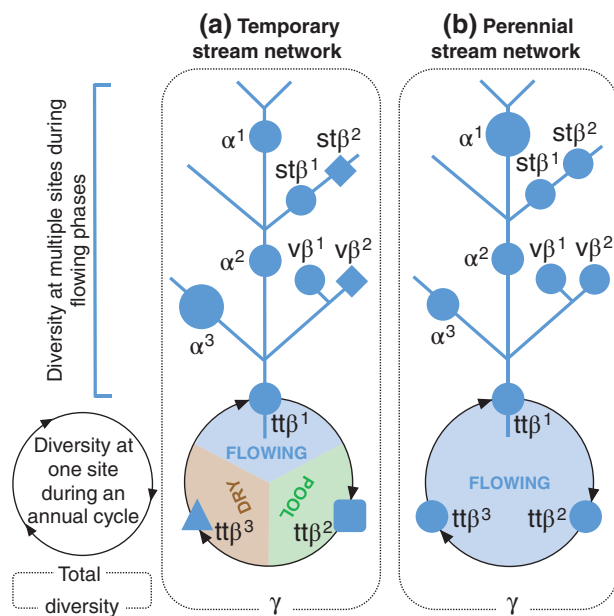 (a) Temporary
stream network
(b) Perennial
stream network
Diversity at multiple sites during
flowing phases
α¹
stβ¹
stβ²
α²
vβ¹
vβ²
α³
ttβ¹
FLOWING
DRY
POOL
ttβ³
ttβ²
γ
α¹
stβ¹
stβ²
α²
vβ¹
vβ²
α³
ttβ¹
FLOWING
ttβ³
ttβ²
γ
Diversity at
one site
during an
annual cycle
Total
diversity